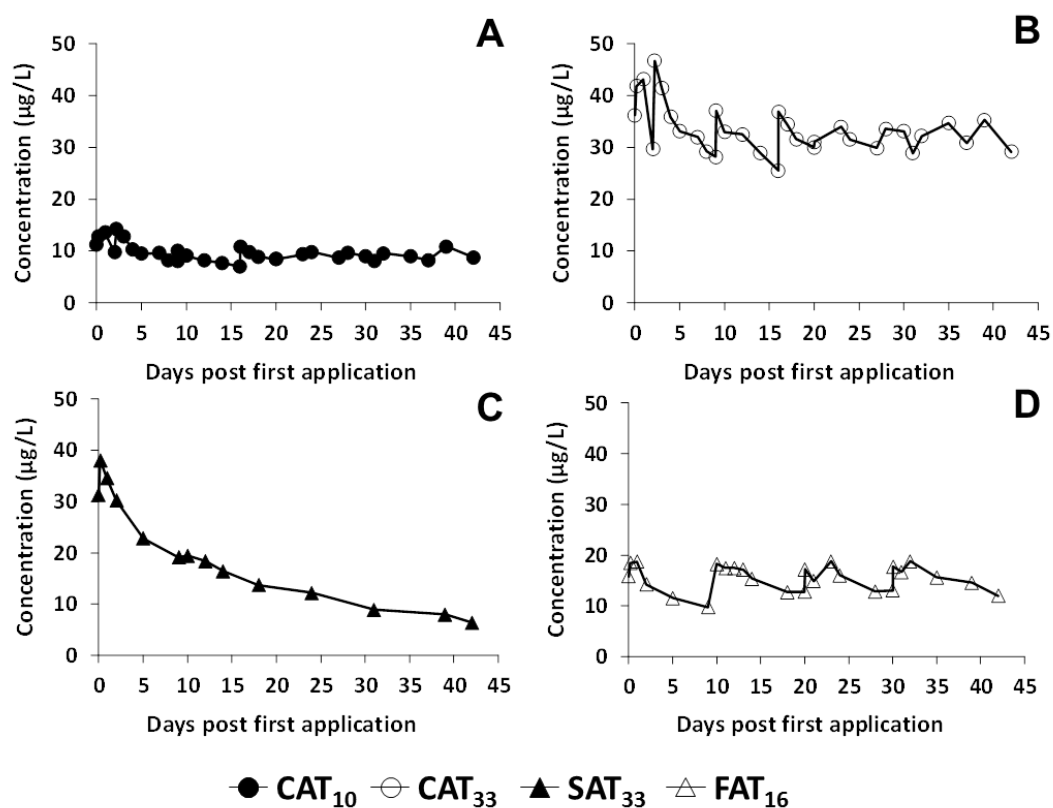 A
Concentration (µg/L)
50
40
30
20
10
0
0 5 10 15 20 25 30 35 40 45
Days post first application
B
Concentration (µg/L)
50
40
30
20
10
0
0 5 10 15 20 25 30 35 40 45
Days post first application
C
Concentration (µg/L)
50
40
30
20
10
0
0 5 10 15 20 25 30 35 40 45
Days post first application
D
Concentration (µg/L)
50
40
30
20
10
0
0 5 10 15 20 25 30 35 40 45
Days post first application
CAT10 CAT33 SAT33 FAT16